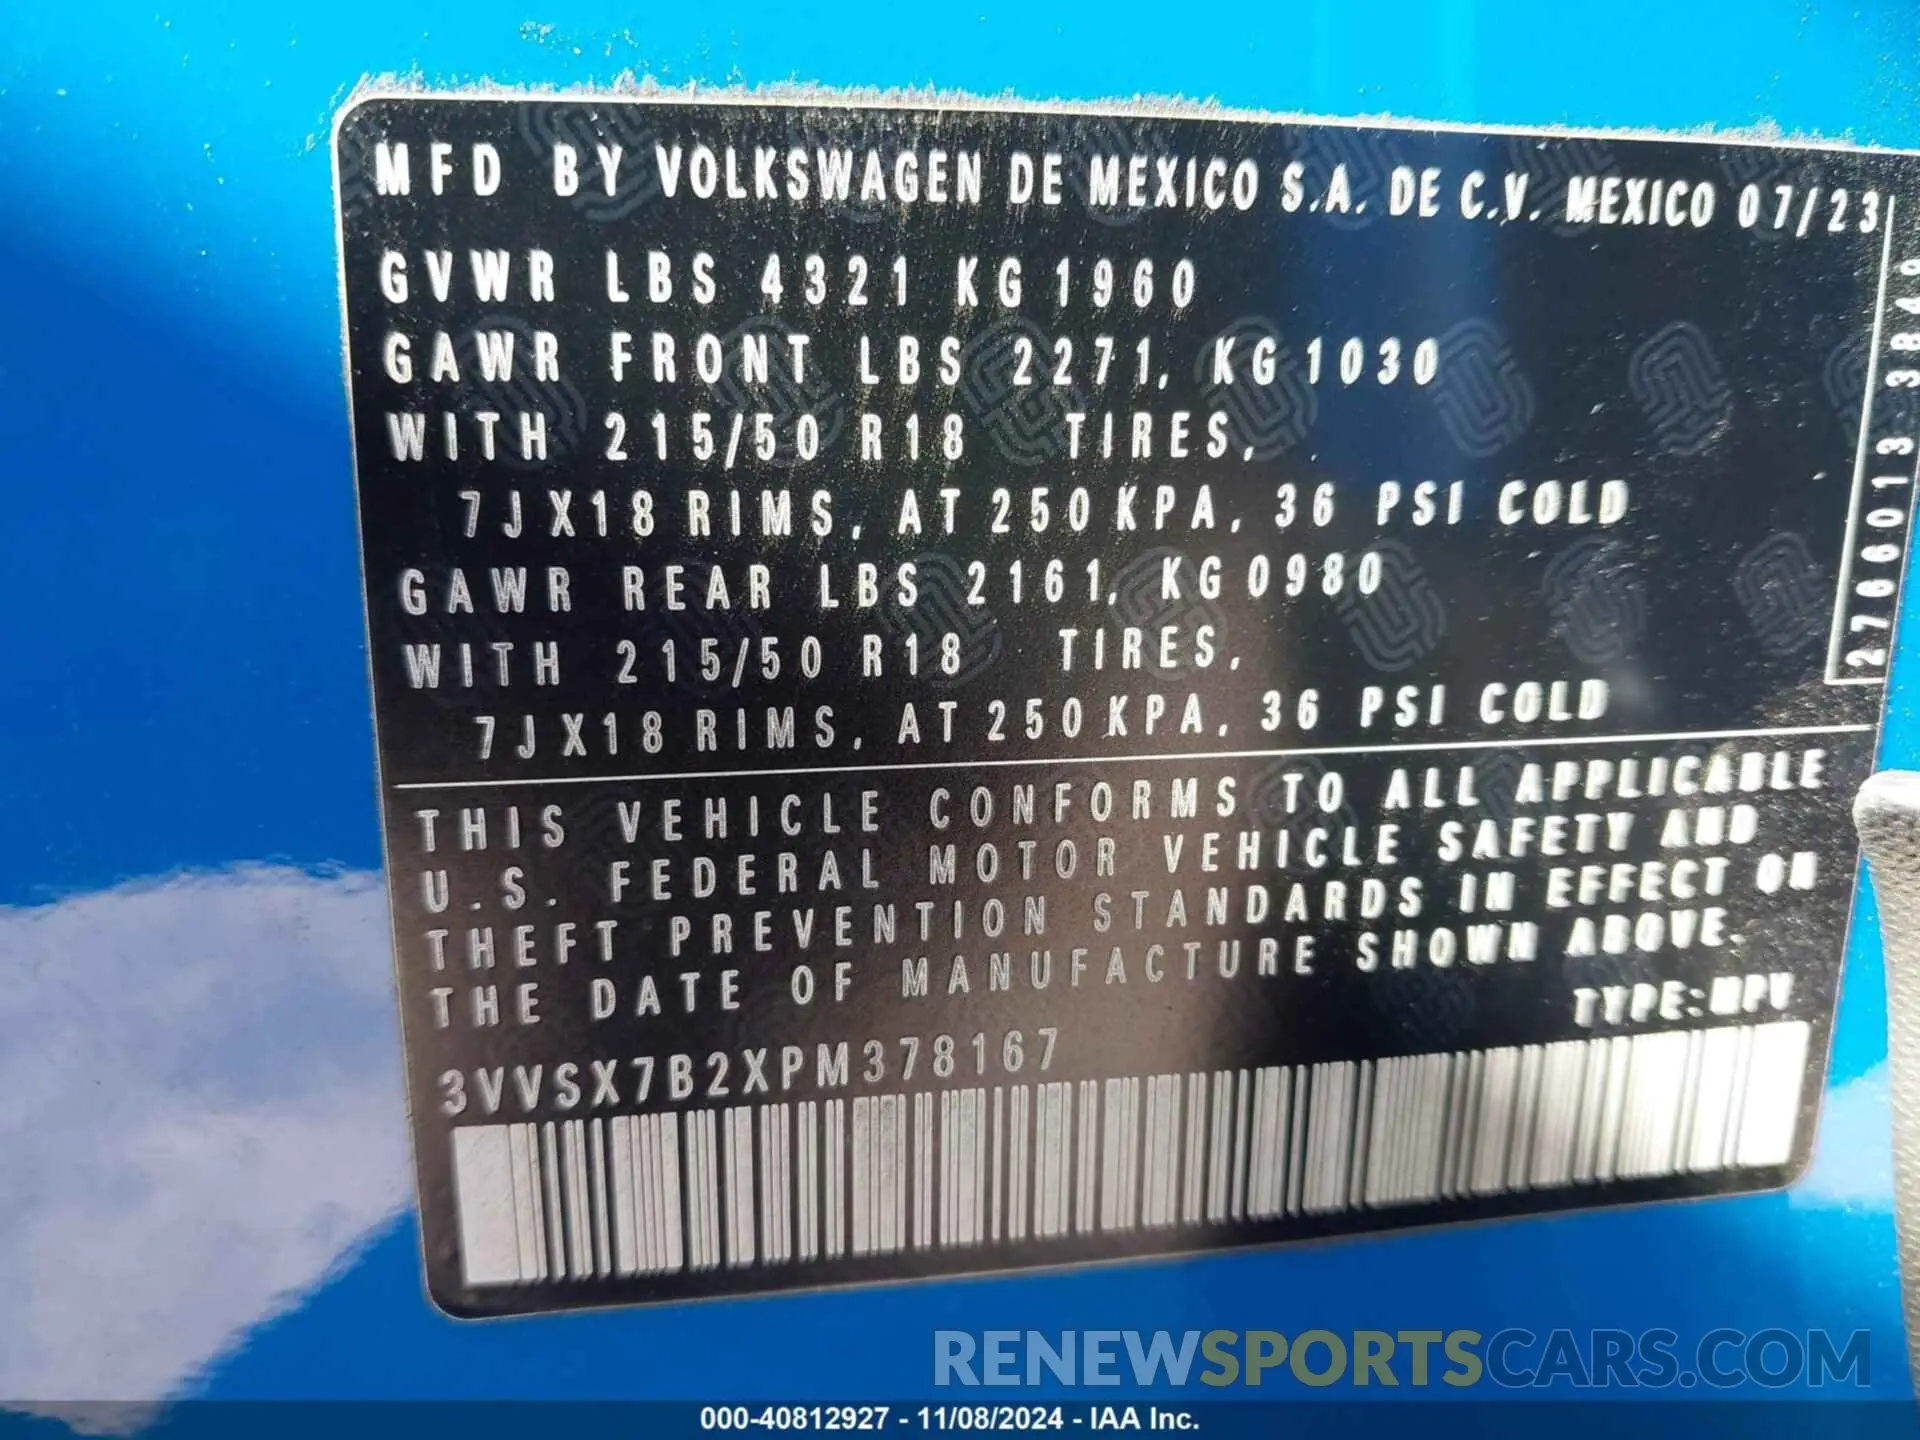 MFD BY VOLKSWAGEN DE MEXICO S.A. DE C.V. MEXICO 07/23
GVWR LBS 4321 KG 1960
GAWR FRONT LBS 2271, KG 1030
WITH 215/50 R18 TIRES,
7JX18 RIMS, AT 250 KPA, 36 PSI COLD
GAWR REAR LBS 2161, KG 0980
WITH 215/50 R18 TIRES,
7JX18 RIMS, AT 250 KPA, 36 PSI COLD
THIS VEHICLE CONFORMS TO ALL APPLICABLE
U.S. FEDERAL MOTOR VEHICLE SAFETY AND
THEFT PREVENTION STANDARDS IN EFFECT ON
THE DATE OF MANUFACTURE SHOWN ABOVE.
TYPE:MPV
3VVSX7B2XPM378167
RENEWSPORTSCARS.COM
000-40812927 - 11/08/2024 - IAA Inc.